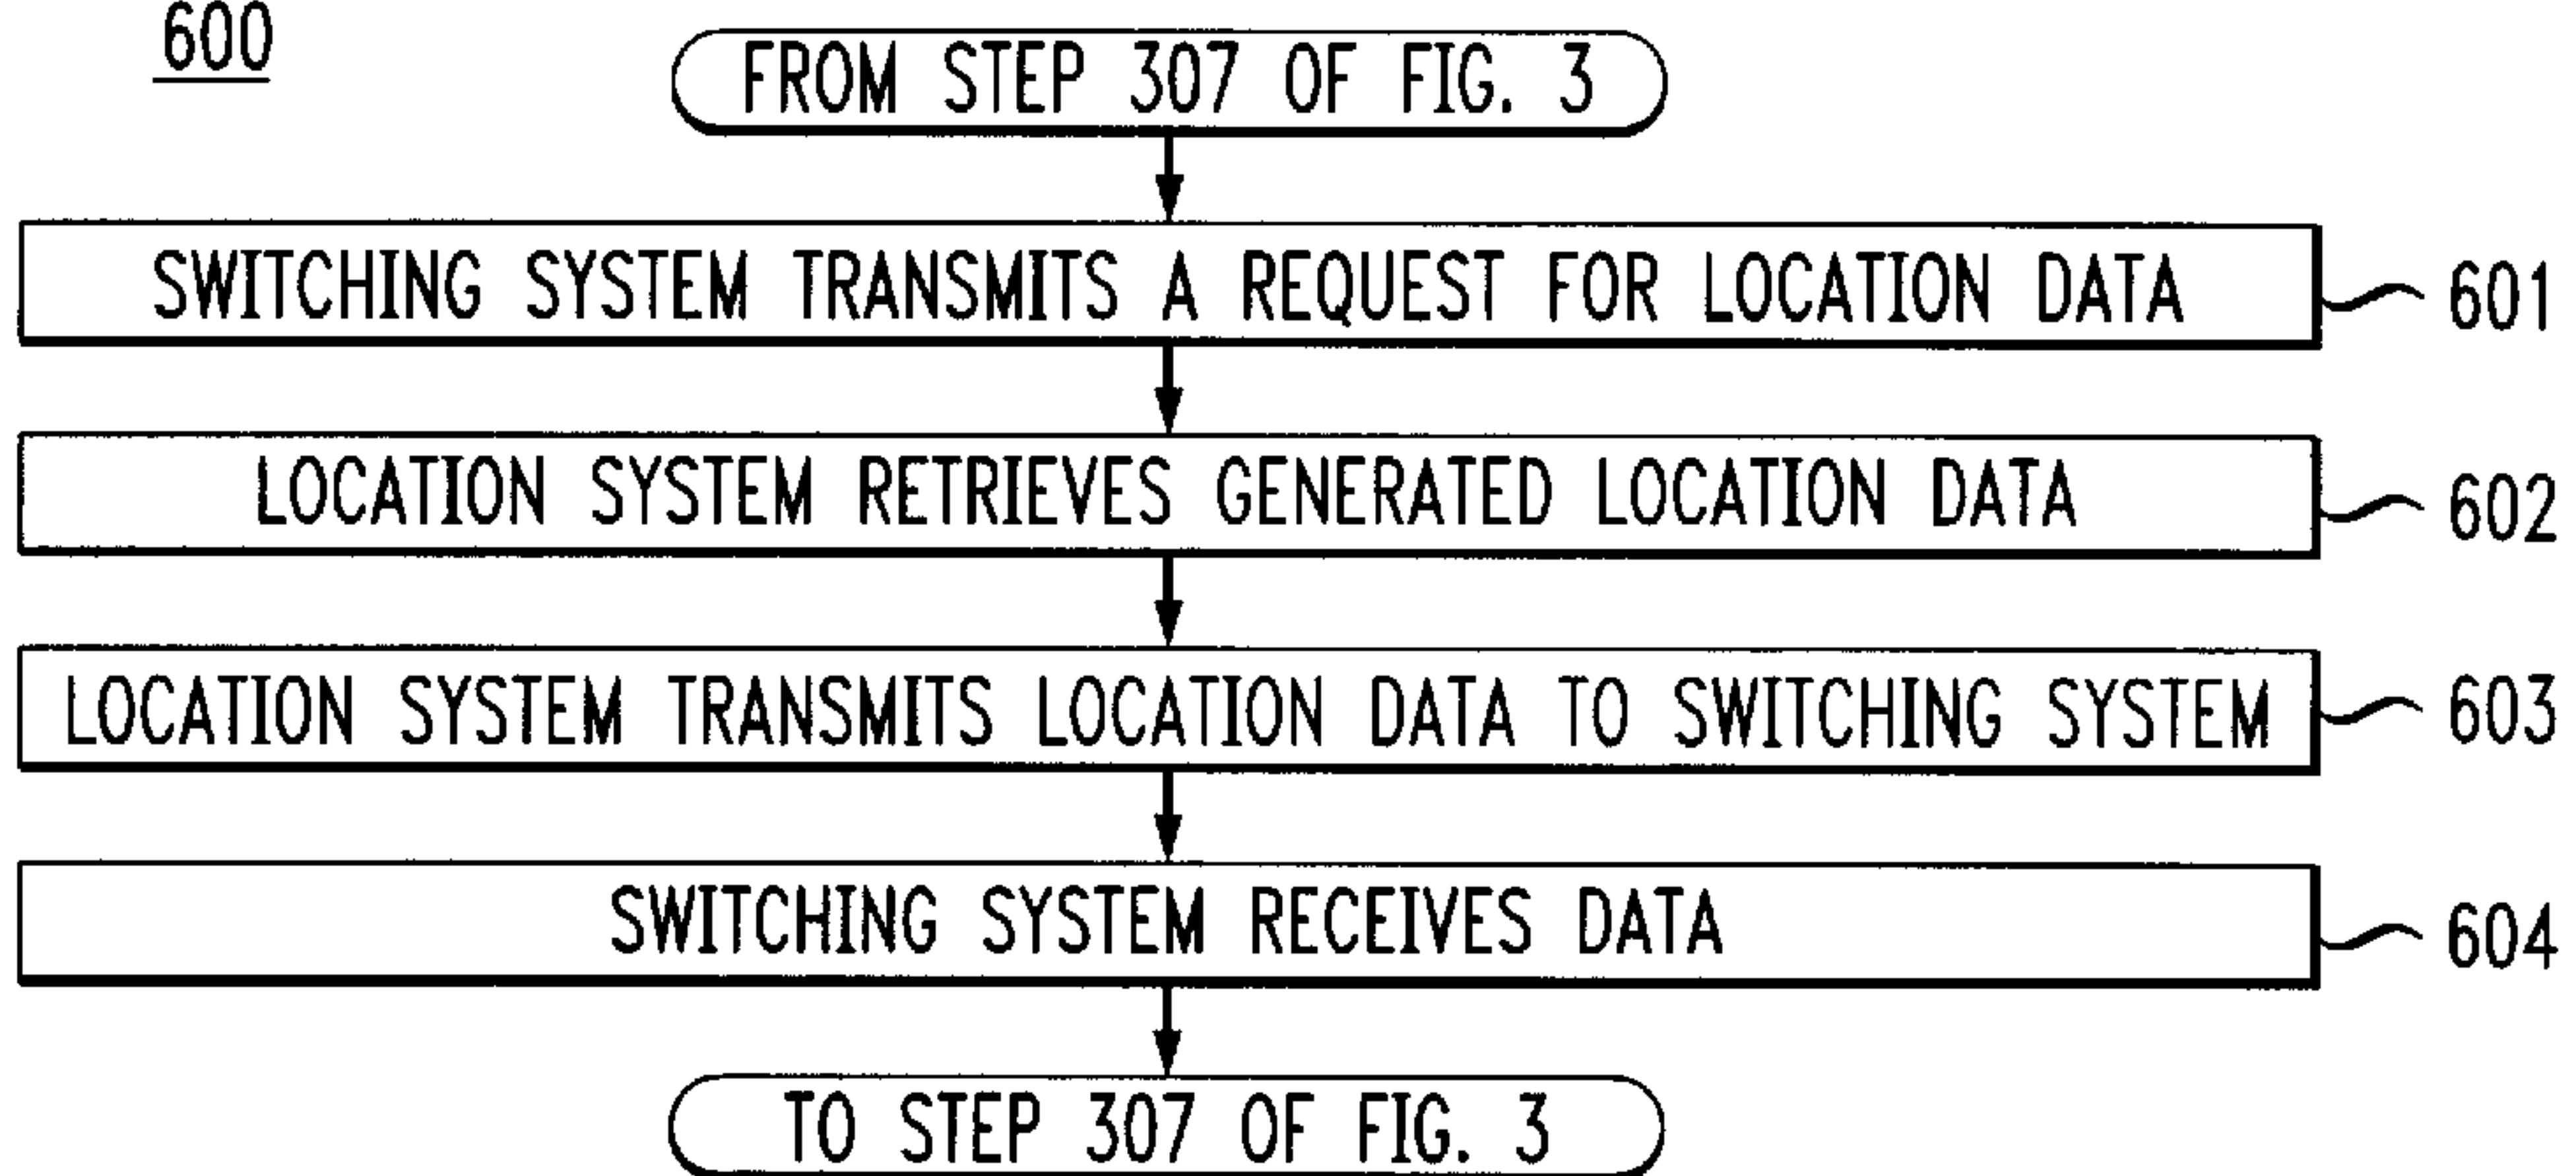 600
FROM STEP 307 OF FIG. 3
SWITCHING SYSTEM TRANSMITS A REQUEST FOR LOCATION DATA
601
LOCATION SYSTEM RETRIEVES GENERATED LOCATION DATA
602
LOCATION SYSTEM TRANSMITS LOCATION DATA TO SWITCHING SYSTEM
603
SWITCHING SYSTEM RECEIVES DATA
604
TO STEP 307 OF FIG. 3